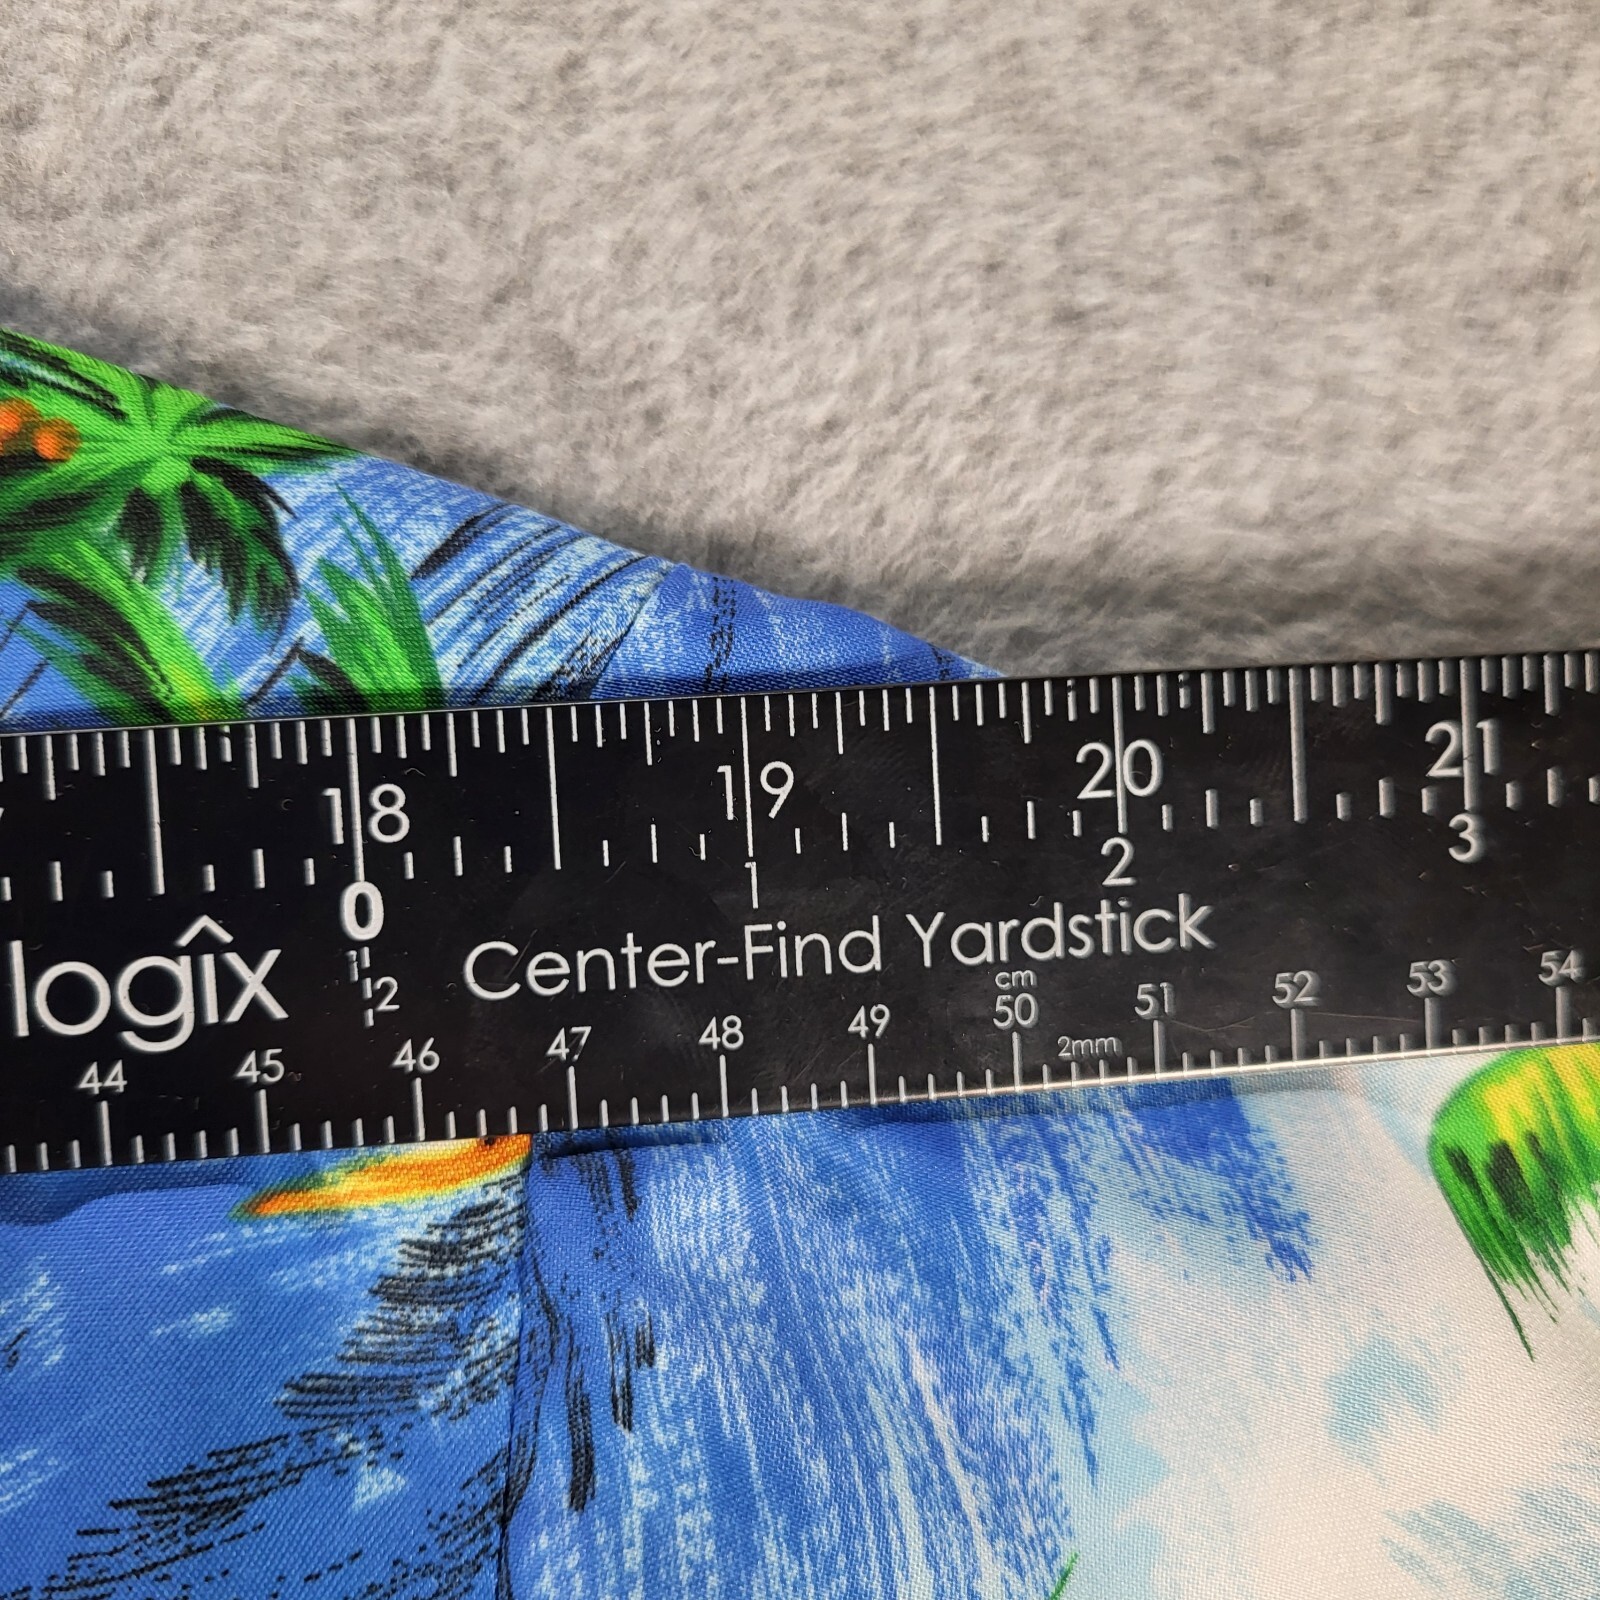 18 19 20 21
0 1 2 3
logix Center-Find Yardstick
1" 2
cm
44 45 46 47 48 49 50 51 52 53 54
2mm